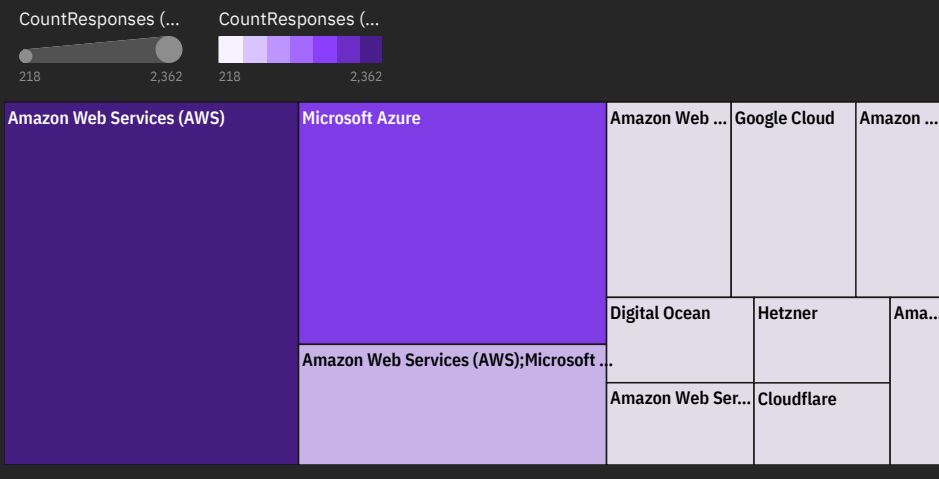 CountResponses (... CountResponses (...
218 2,362 218 2,362
Amazon Web Services (AWS) Microsoft Azure Amazon Web ... Google Cloud Amazon ...
Digital Ocean Hetzner Ama...
Amazon Web Services (AWS);Microsoft ...
Amazon Web Ser... Cloudflare